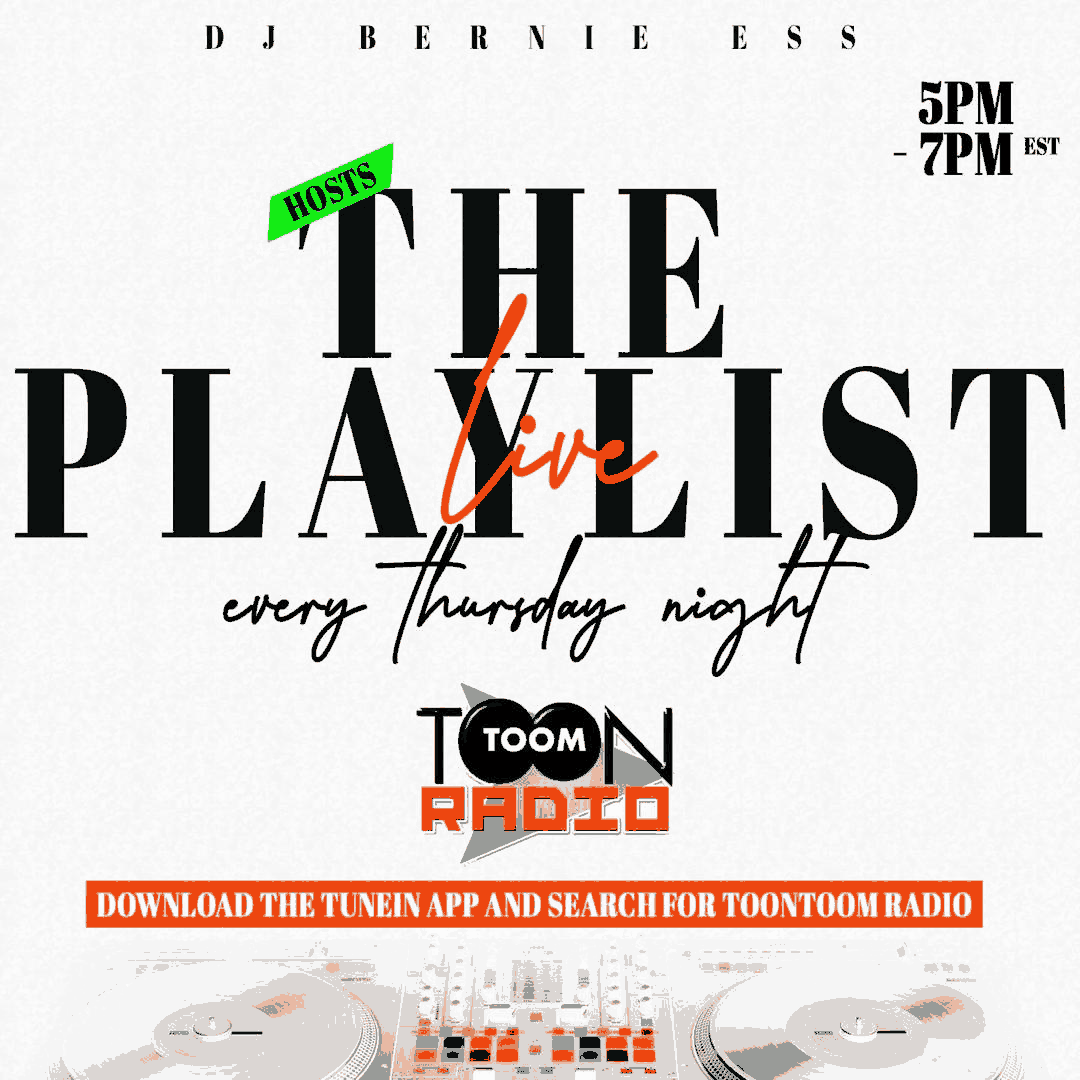 DJ BERNIE ESS
5PM
- 7PM EST
HOSTS
THE
PLAYLIST
live
every thursday night
TOON
TOOM
RADIO
DOWNLOAD THE TUNEIN APP AND SEARCH FOR TOONTOOM RADIO